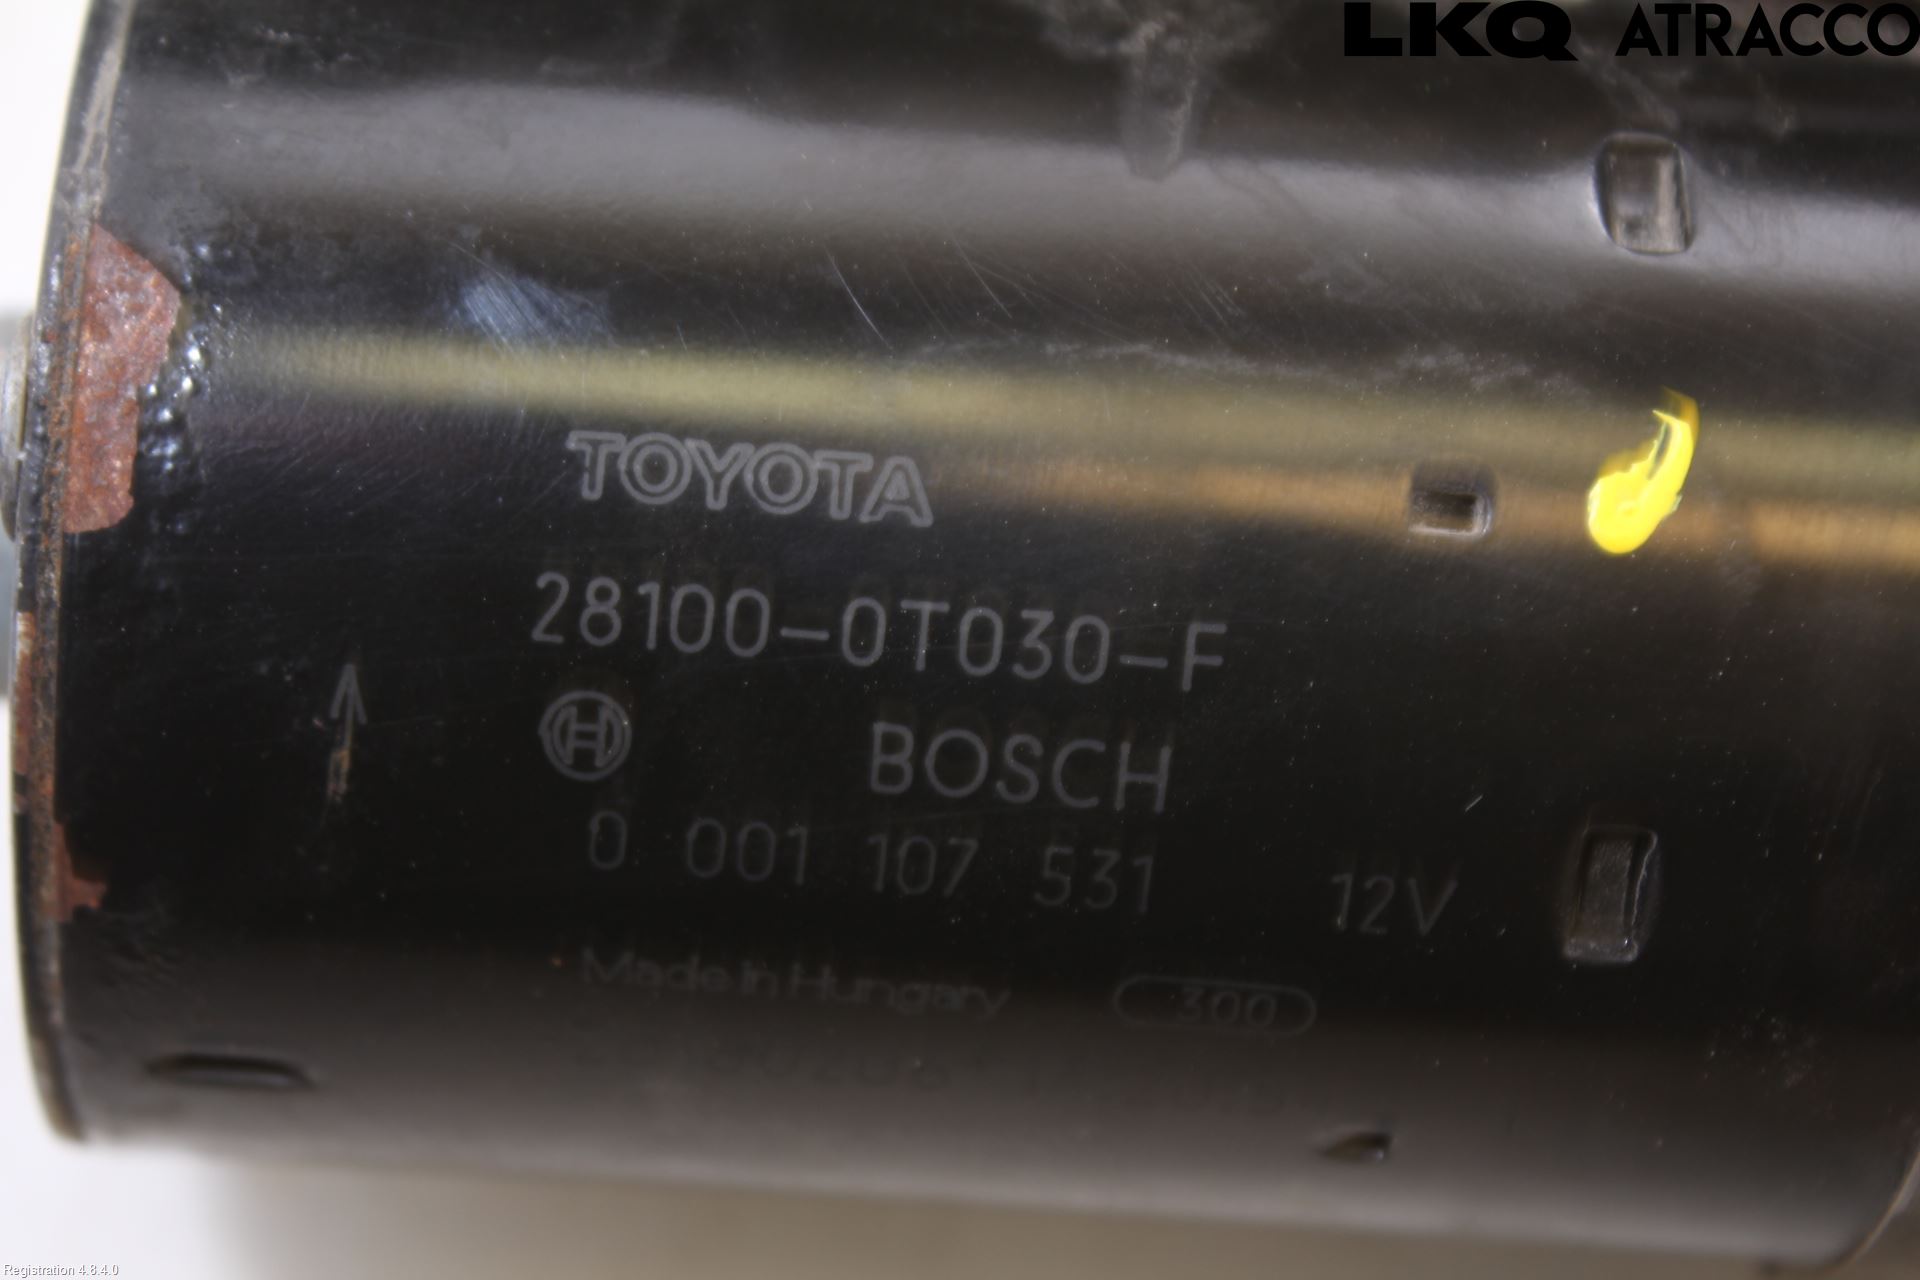 LKQ ATRACCO
TOYOTA
28100-0T030-F
BOSCH
0 001 107 531 12V
Made in Hungary 300
Registration 4.8.4.0